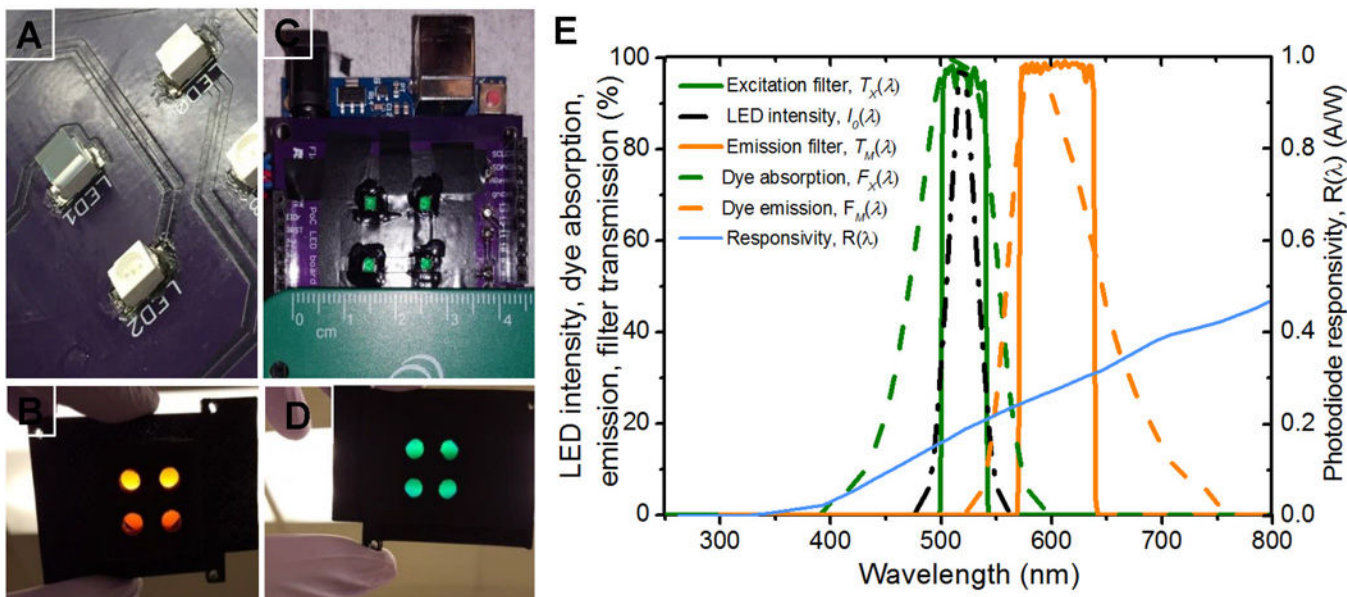 A
LED3
LED1
LED2
C
PoC LED board
0 1 2 3 4
cm
B
D
E
LED intensity, dye absorption,
emission, filter transmission (%)
100
80
60
40
20
0
Excitation filter, T_X(λ)
LED intensity, I_0(λ)
Emission filter, T_M(λ)
Dye absorption, F_X(λ)
Dye emission, F_M(λ)
Responsivity, R(λ)
1.0
0.8
0.6
0.4
0.2
0.0
Photodiode responsivity, R(λ) (A/W)
300 400 500 600 700 800
Wavelength (nm)